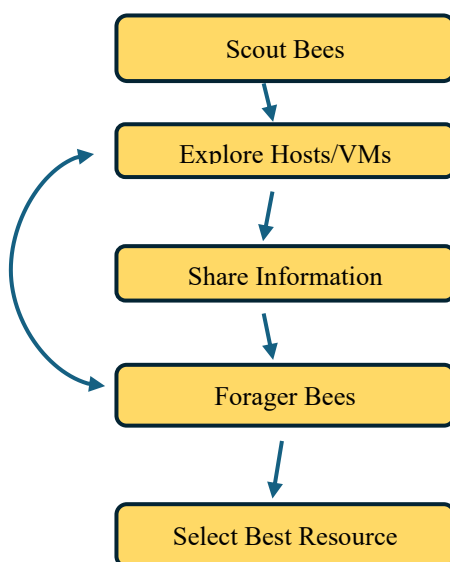 Scout Bees
Explore Hosts/VMs
Share Information
Forager Bees
Select Best Resource